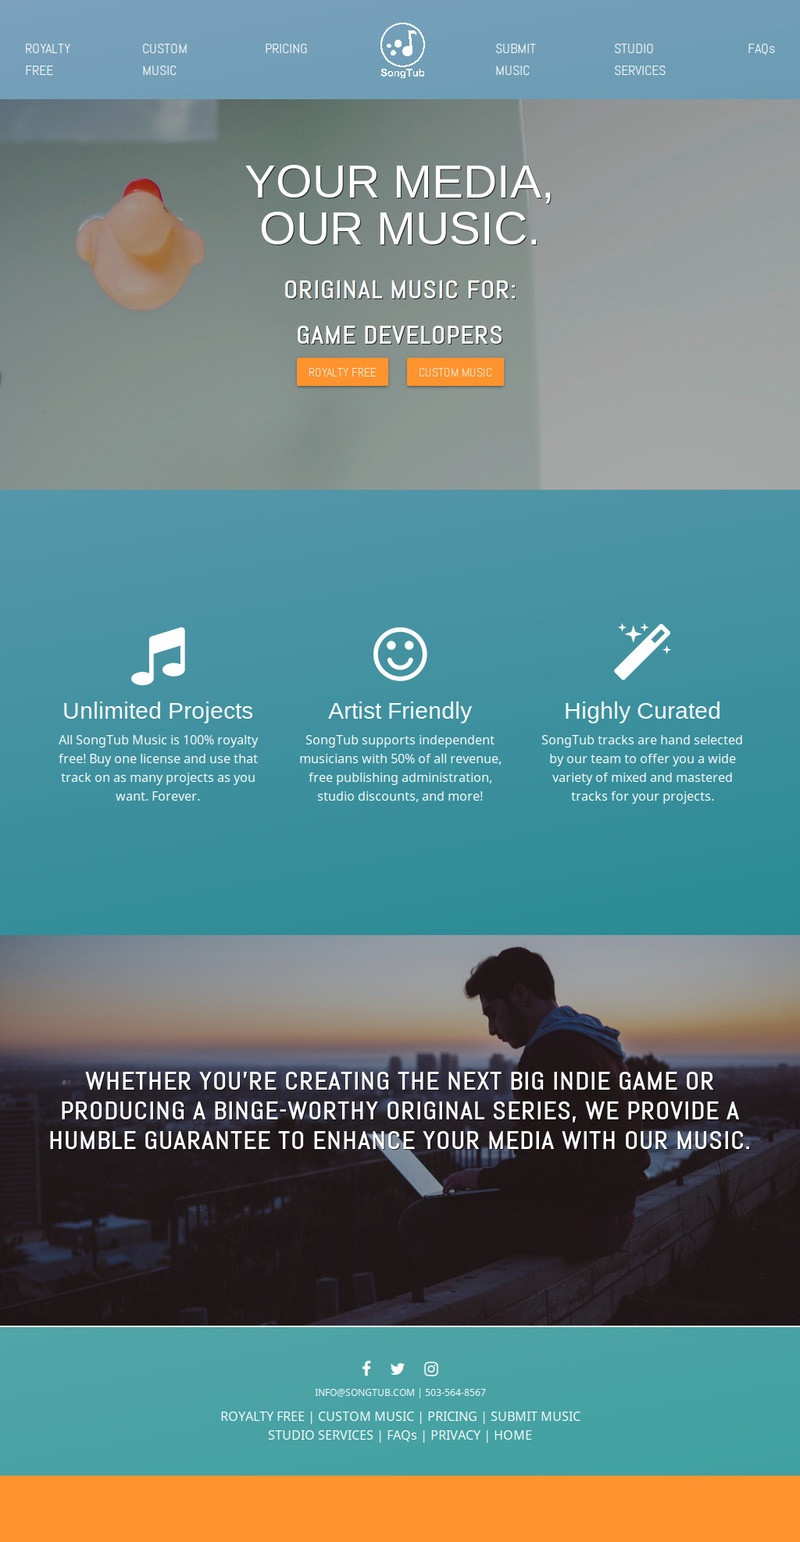 ROYALTY FREE
CUSTOM MUSIC
PRICING
SongTub
SUBMIT MUSIC
STUDIO SERVICES
FAQs
YOUR MEDIA,
OUR MUSIC.
ORIGINAL MUSIC FOR:
GAME DEVELOPERS
ROYALTY FREE
CUSTOM MUSIC
Unlimited Projects
All SongTub Music is 100% royalty
free! Buy one license and use that
track on as many projects as you
want. Forever.
Artist Friendly
SongTub supports independent
musicians with 50% of all revenue,
free publishing administration,
studio discounts, and more!
Highly Curated
SongTub tracks are hand selected
by our team to offer you a wide
variety of mixed and mastered
tracks for your projects.
WHETHER YOU'RE CREATING THE NEXT BIG INDIE GAME OR
PRODUCING A BINGE-WORTHY ORIGINAL SERIES, WE PROVIDE A
HUMBLE GUARANTEE TO ENHANCE YOUR MEDIA WITH OUR MUSIC.
INFO@SONGTUB.COM | 503-564-8567
ROYALTY FREE | CUSTOM MUSIC | PRICING | SUBMIT MUSIC
STUDIO SERVICES | FAQs | PRIVACY | HOME